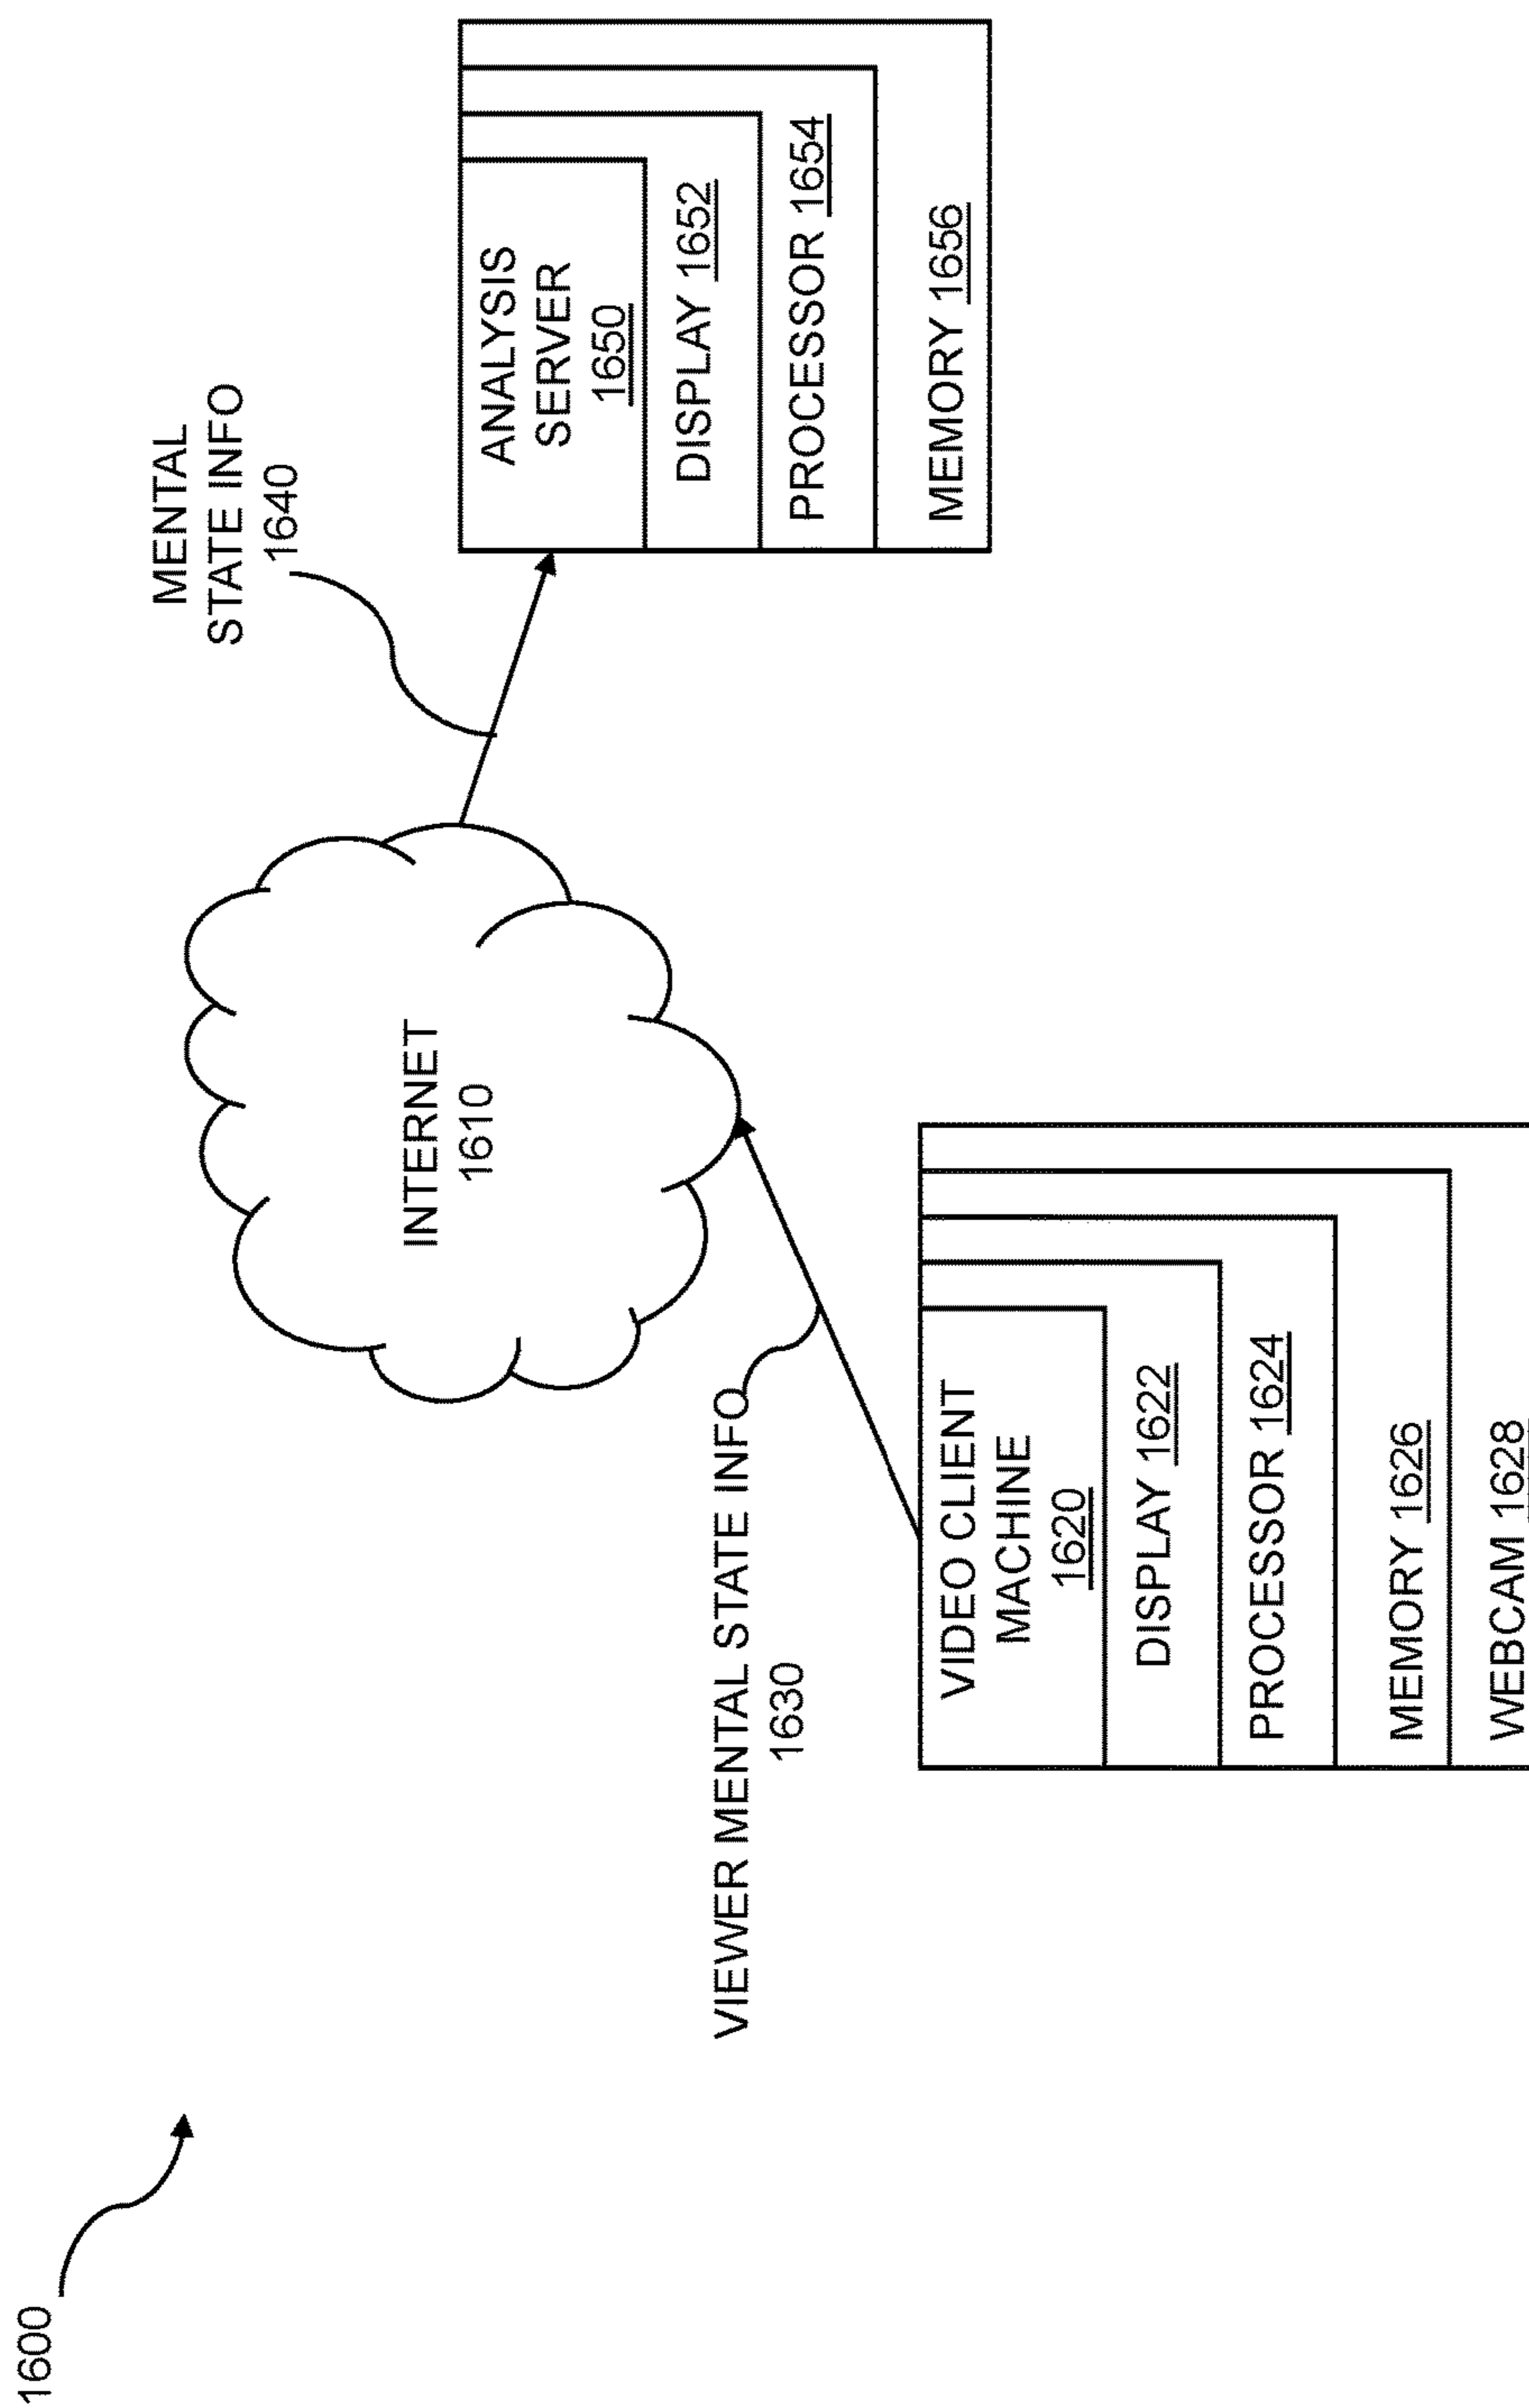 1600
MENTAL
STATE INFO
1640
INTERNET
1610
VIEWER MENTAL STATE INFO
1630
ANALYSIS
SERVER
1650
DISPLAY 1652
PROCESSOR 1654
MEMORY 1656
VIDEO CLIENT
MACHINE
1620
DISPLAY 1622
PROCESSOR 1624
MEMORY 1626
WEBCAM 1628